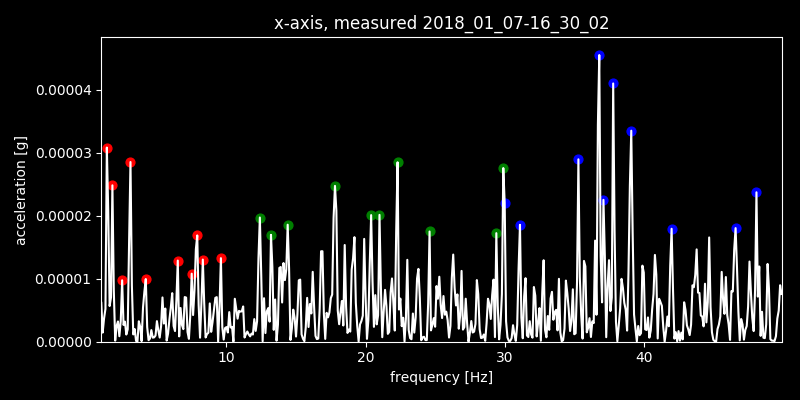 x-axis, measured 2018_01_07-16_30_02
acceleration [g]
0.00004
0.00003
0.00002
0.00001
0.00000
10 20 30 40
frequency [Hz]